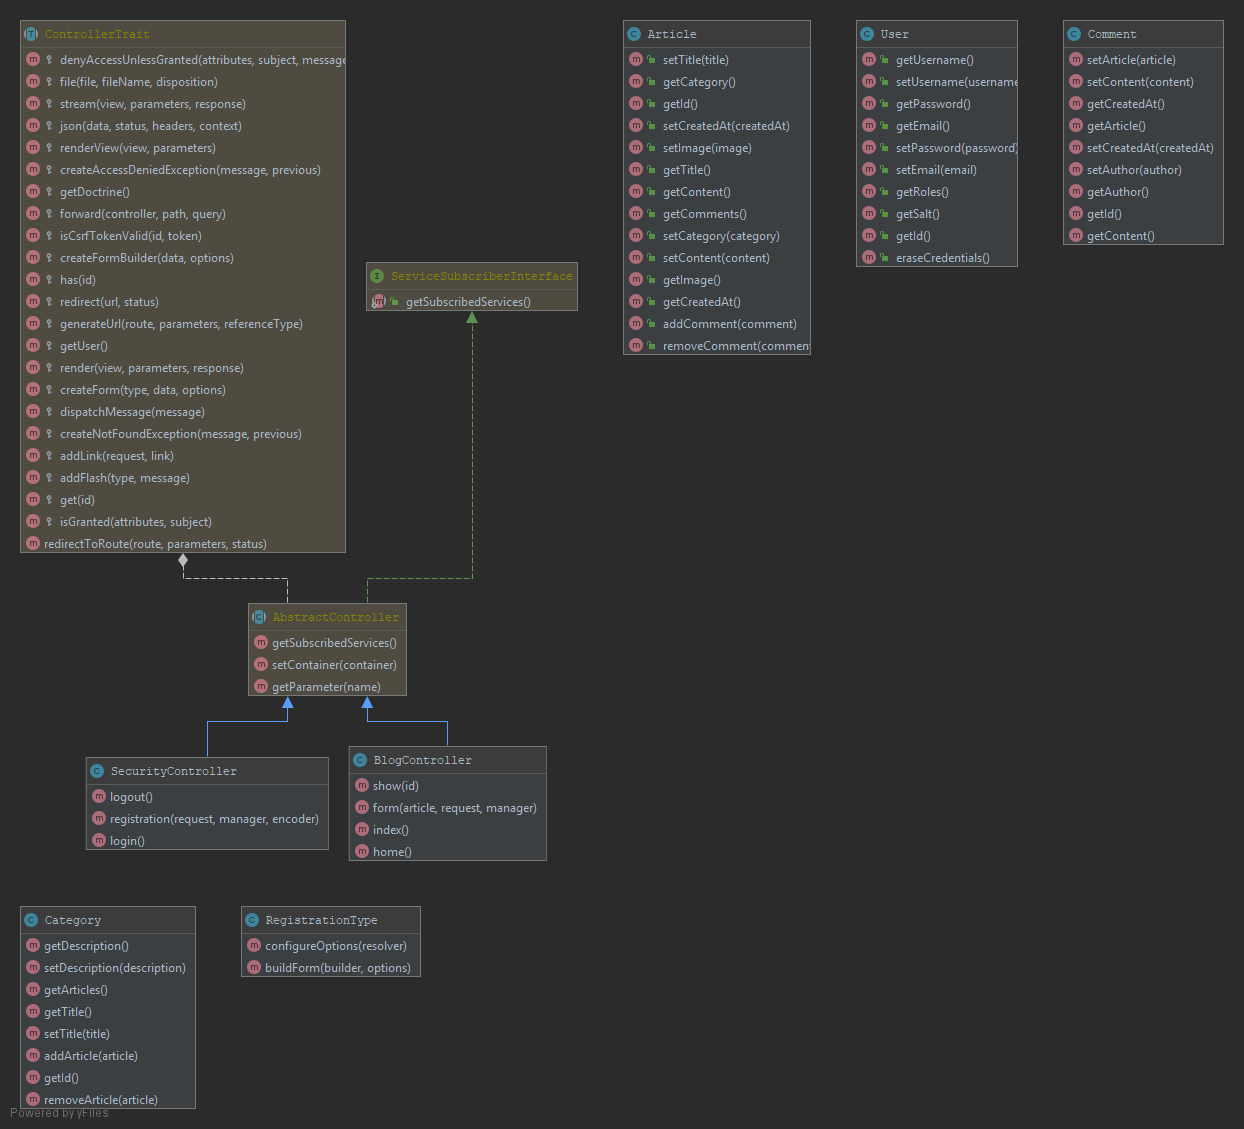 ControllerTrait
denyAccessUnlessGranted(attributes, subject, message
file(file, fileName, disposition)
stream(view, parameters, response)
json(data, status, headers, context)
renderView(view, parameters)
createAccessDeniedException(message, previous)
getDoctrine()
forward(controller, path, query)
isCsrfTokenValid(id, token)
createFormBuilder(data, options)
has(id)
redirect(url, status)
generateUrl(route, parameters, referenceType)
getUser()
render(view, parameters, response)
createForm(type, data, options)
dispatchMessage(message)
createNotFoundException(message, previous)
addLink(request, link)
addFlash(type, message)
get(id)
isGranted(attributes, subject)
redirectToRoute(route, parameters, status)
ServiceSubscriberInterface
getSubscribedServices()
Article
setTitle(title)
getCategory()
getId()
setCreatedAt(createdAt)
setImage(image)
getTitle()
getContent()
getComments()
setCategory(category)
setContent(content)
getImage()
getCreatedAt()
addComment(comment)
removeComment(commen
User
getUsername()
setUsername(username
getPassword()
getEmail()
setPassword(password)
setEmail(email)
getRoles()
getSalt()
getId()
eraseCredentials()
Comment
setArticle(article)
setContent(content)
getCreatedAt()
getArticle()
setCreatedAt(createdAt)
setAuthor(author)
getAuthor()
getId()
getContent()
AbstractController
getSubscribedServices()
setContainer(container)
getParameter(name)
SecurityController
logout()
registration(request, manager, encoder)
login()
BlogController
show(id)
form(article, request, manager)
index()
home()
Category
getDescription()
setDescription(description)
getArticles()
getTitle()
setTitle(title)
addArticle(article)
getId()
removeArticle(article)
RegistrationType
configureOptions(resolver)
buildForm(builder, options)
Powered by yFiles